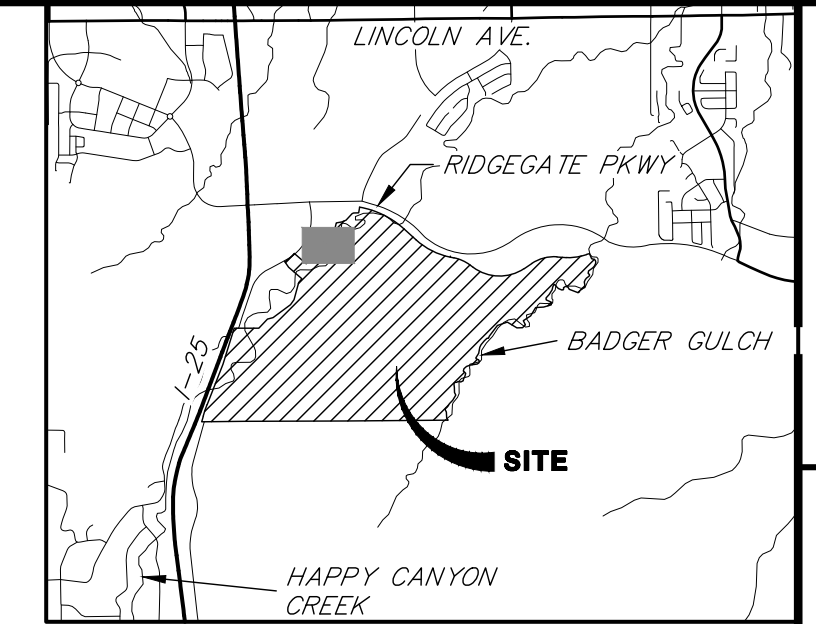 LINCOLN AVE.
RIDGEGATE PKWY
I-25
BADGER GULCH
SITE
HAPPY CANYON
CREEK